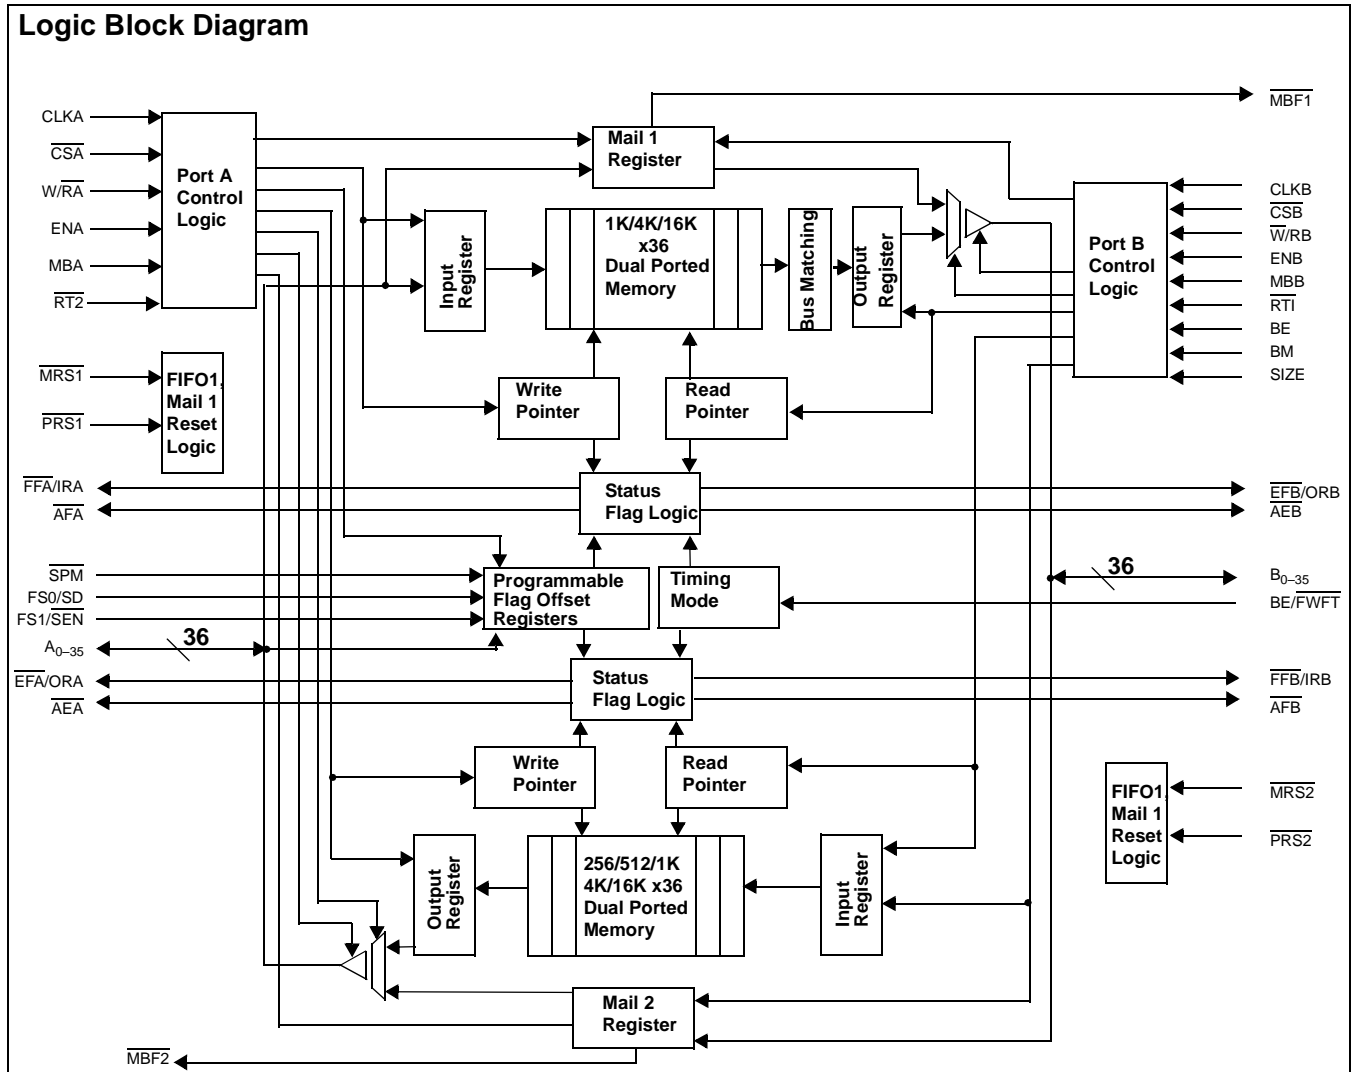 Logic Block Diagram
CLKA
CSA
W/RA
ENA
MBA
RT2
Port A
Control
Logic
MRS1
PRS1
FIFO1,
Mail 1
Reset
Logic
FFA/IRA
AFA
SPM
FS0/SD
FS1/SEN
A0–35
36
EFA/ORA
AEA
MBF2
Mail 1
Register
Input
Register
1K/4K/16K
x36
Dual Ported
Memory
Bus Matching
Output
Register
Write
Pointer
Read
Pointer
Status
Flag Logic
Programmable
Flag Offset
Registers
Timing
Mode
Status
Flag Logic
Write
Pointer
Read
Pointer
Output
Register
256/512/1K
4K/16K x36
Dual Ported
Memory
Input
Register
Mail 2
Register
MBF1
Port B
Control
Logic
CLKB
CSB
W/RB
ENB
MBB
RTI
BE
BM
SIZE
EFB/ORB
AEB
36
B0–35
BE/FWFT
FFB/IRB
AFB
FIFO1,
Mail 1
Reset
Logic
MRS2
PRS2